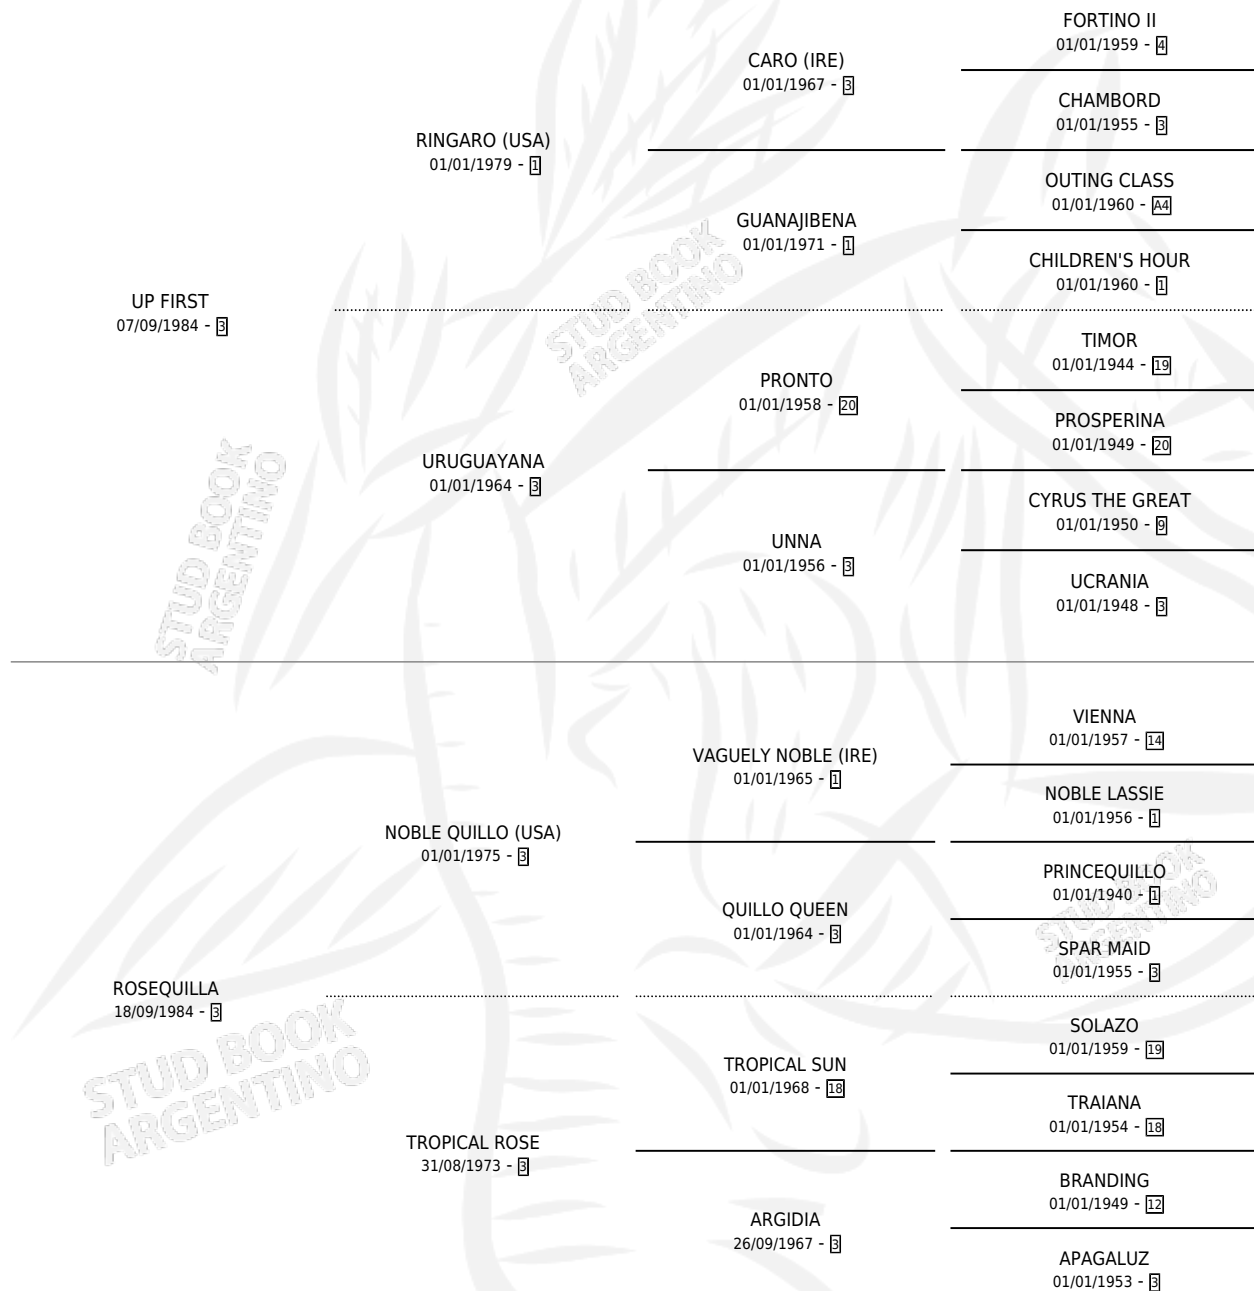 FORTINO II
01/01/1959 - 4
CARO (IRE)
01/01/1967 - 3
CHAMBORD
01/01/1955 - 3
RINGARO (USA)
01/01/1979 - 1
OUTING CLASS
01/01/1960 - A4
GUANAJIBENA
01/01/1971 - 1
CHILDREN'S HOUR
01/01/1960 - 1
UP FIRST
07/09/1984 - 3
STUD BOOK
ARGENTINO
TIMOR
01/01/1944 - 19
PRONTO
01/01/1958 - 20
PROSPERINA
01/01/1949 - 20
URUGUAYANA
01/01/1964 - 3
CYRUS THE GREAT
01/01/1950 - 9
UNNA
01/01/1956 - 3
UCRANIA
01/01/1948 - 3
STUD BOOK
ARGENTINO
VIENNA
01/01/1957 - 14
VAGUELY NOBLE (IRE)
01/01/1965 - 1
NOBLE LASSIE
01/01/1956 - 1
NOBLE QUILLO (USA)
01/01/1975 - 3
PRINCEQUILLO
01/01/1940 - 1
QUILLO QUEEN
01/01/1964 - 3
STUD BOOK
ARGENTINO
SPAR MAID
01/01/1955 - 3
ROSEQUILLA
18/09/1984 - 3
SOLAZO
01/01/1959 - 19
TROPICAL SUN
01/01/1968 - 18
STUD BOOK
ARGENTINO
TRAIANA
01/01/1954 - 18
TROPICAL ROSE
31/08/1973 - 3
BRANDING
01/01/1949 - 12
ARGIDIA
26/09/1967 - 3
APAGALUZ
01/01/1953 - 3